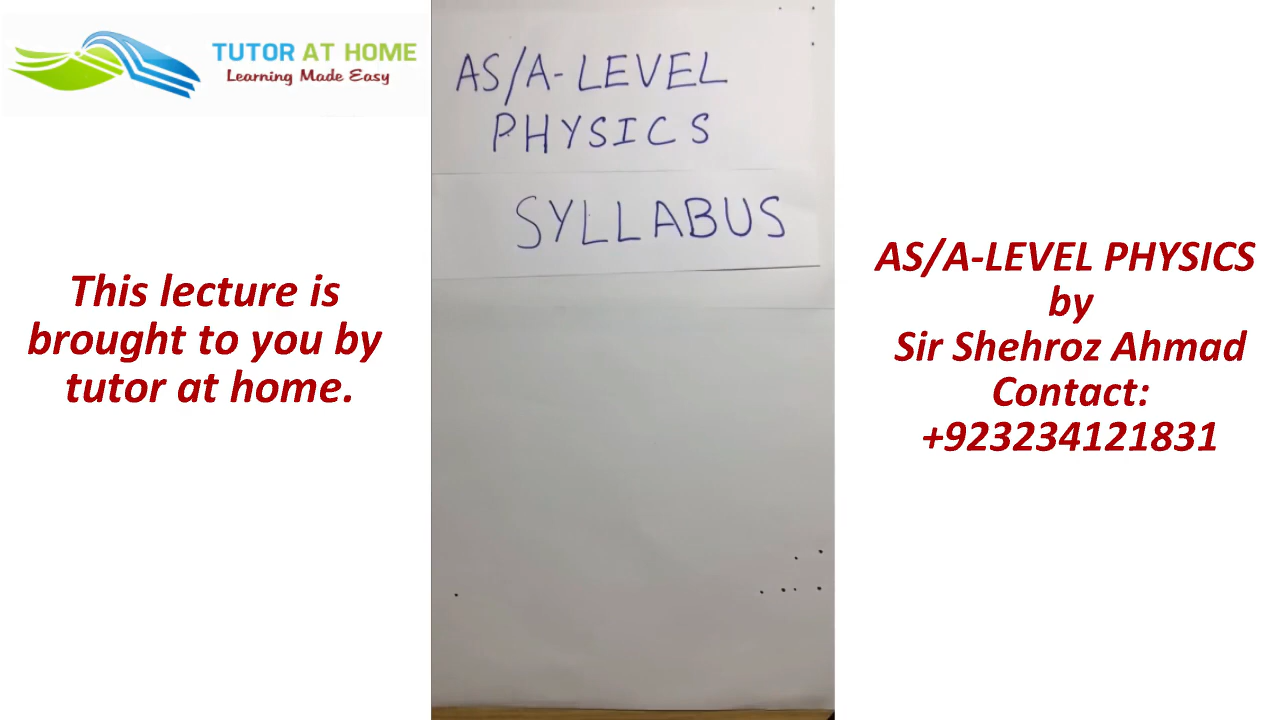 TUTOR AT HOME
Learning Made Easy
AS/A-LEVEL
PHYSICS
SYLLABUS
This lecture is
brought to you by
tutor at home.
AS/A-LEVEL PHYSICS
by
Sir Shehroz Ahmad
Contact:
+923234121831